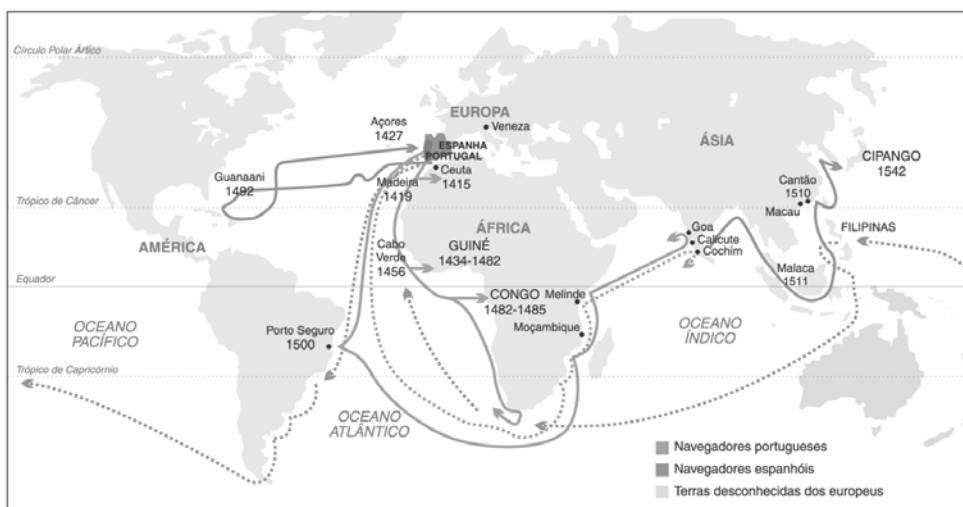 Círculo Polar Ártico
EUROPA
Veneza
Açores
1427
ESPANHA
PORTUGAL
Ceuta
1415
Madeira
1419
Guanaani
1492
Trópico de Câncer
AMÉRICA
ÁFRICA
ÁSIA
CIPANGO
1542
Cantão
1510
Macau
FILIPINAS
Goa
Calicute
Cochim
Malaca
1511
Cabo
Verde
1456
GUINÉ
1434-1482
Equador
CONGO
1482-1485
Melinde
Moçambique
OCEANO
PACÍFICO
Porto Seguro
1500
OCEANO
ÍNDICO
Trópico de Capricórnio
OCEANO
ATLÂNTICO
Navegadores portugueses
Navegadores espanhóis
Terras desconhecidas dos europeus